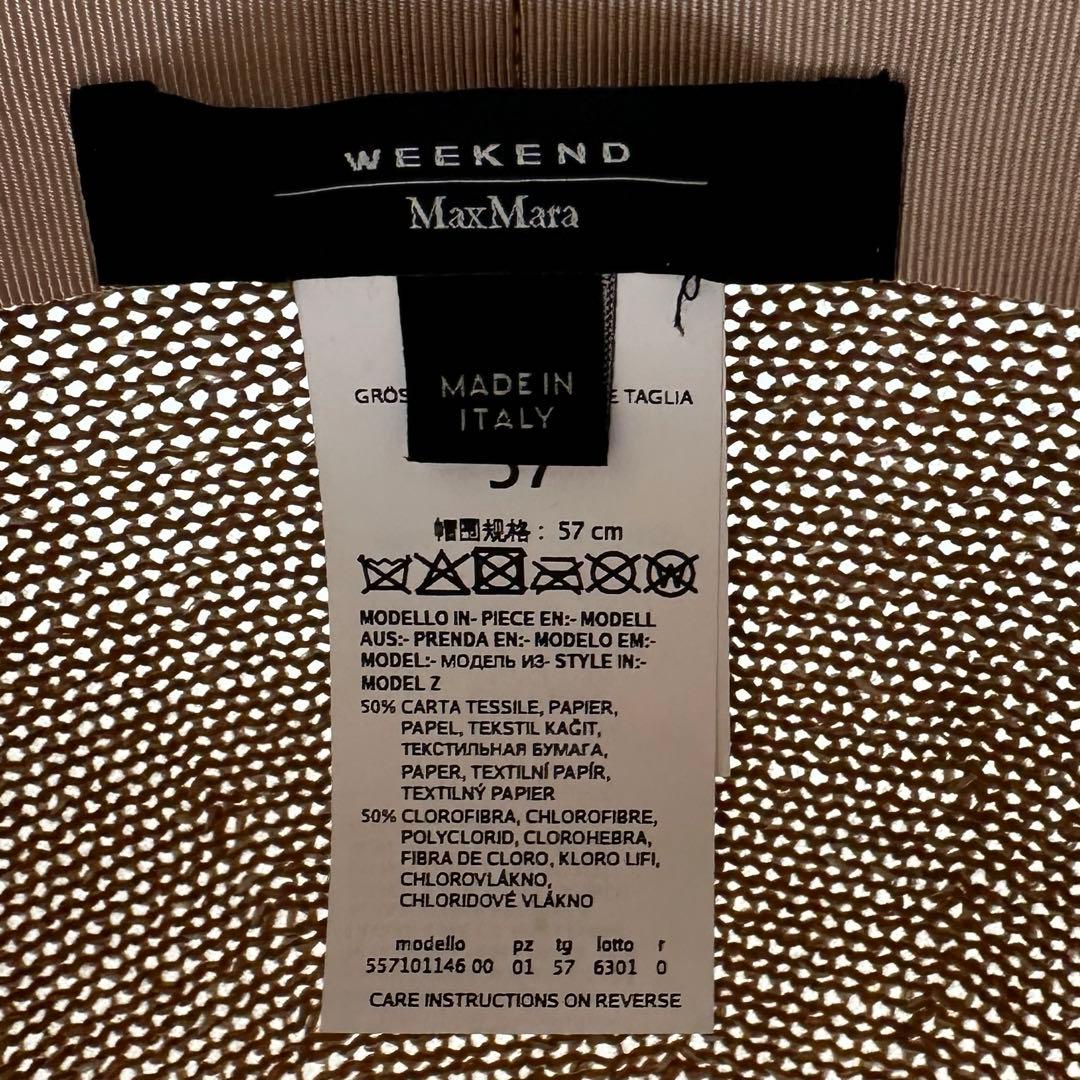 WEEKEND
MaxMara
MADE IN
ITALY
TAGLIA
57
帽围规格: 57 cm
MODELLO IN- PIECE EN:- MODELL
AUS:- PRENDA EN:- MODELO EM:-
MODEL:- МОДЕЛЬ ИЗ- STYLE IN:-
MODEL Z
50% CARTA TESSILE, PAPIER,
PAPEL, TEKSTIL KAĞIT,
ТЕКСТИЛЬНАЯ БУМАГА,
PAPER, TEXTILNÍ PAPÍR,
TEXTILNÝ PAPIER
50% CLOROFIBRA, CHLOROFIBRE,
POLYCLORID, CLOROHEBRA,
FIBRA DE CLORO, KLORO LIFI,
CHLOROVLÁKNO,
CHLORIDOVÉ VLÁKNO
modello pz tg lotto r
557101146 00 01 57 6301 0
CARE INSTRUCTIONS ON REVERSE